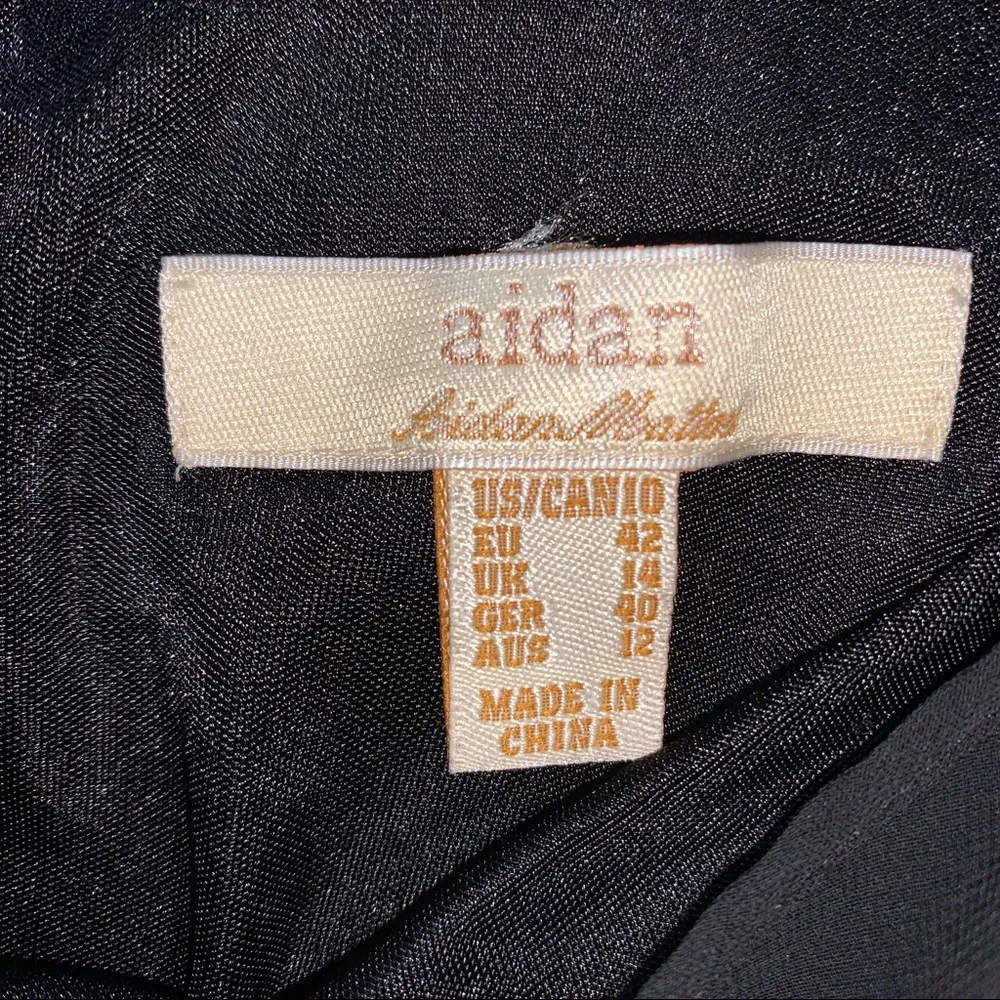 aidan
Aidan Mattox
US/CAN 10
EU 42
UK 14
GER 40
AUS 12
MADE IN
CHINA